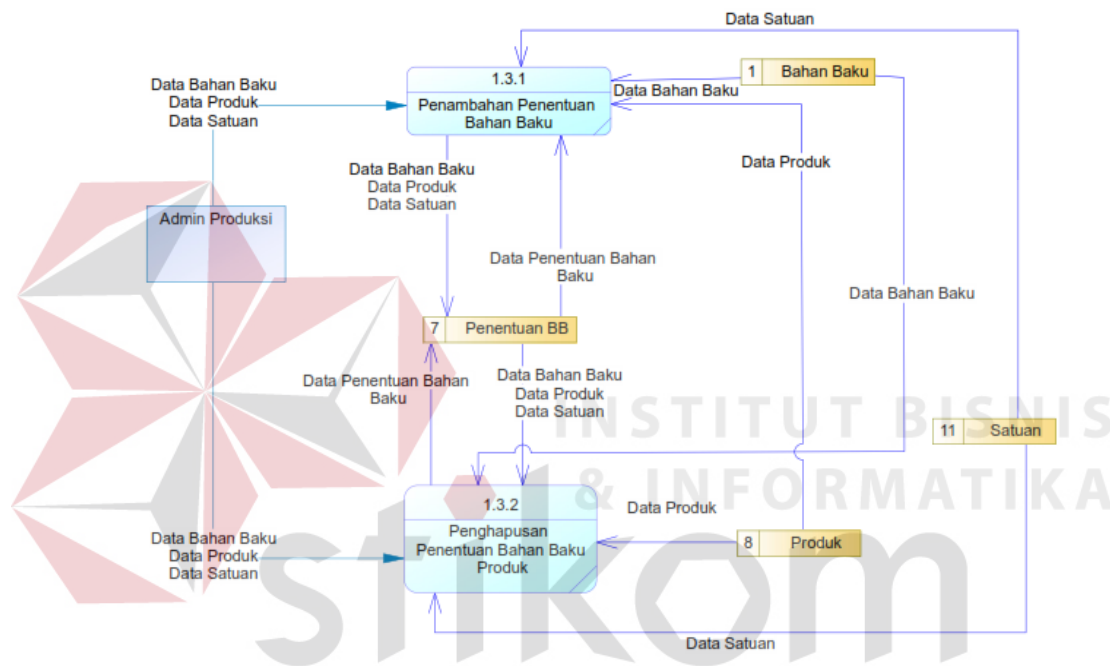 Data Satuan
Data Bahan Baku
Data Produk
Data Satuan
1.3.1
Penambahan Penentuan
Bahan Baku
1 Bahan Baku
Data Bahan Baku
Data Produk
Data Bahan Baku
Data Produk
Data Satuan
Admin Produksi
Data Penentuan Bahan
Baku
Data Bahan Baku
7 Penentuan BB
Data Penentuan Bahan
Baku
Data Bahan Baku
Data Produk
Data Satuan
INSTITUT BISNIS
& INFORMATIKA
stikom
11 Satuan
1.3.2
Penghapusan
Penentuan Bahan Baku
Produk
Data Produk
8 Produk
Data Bahan Baku
Data Produk
Data Satuan
Data Satuan